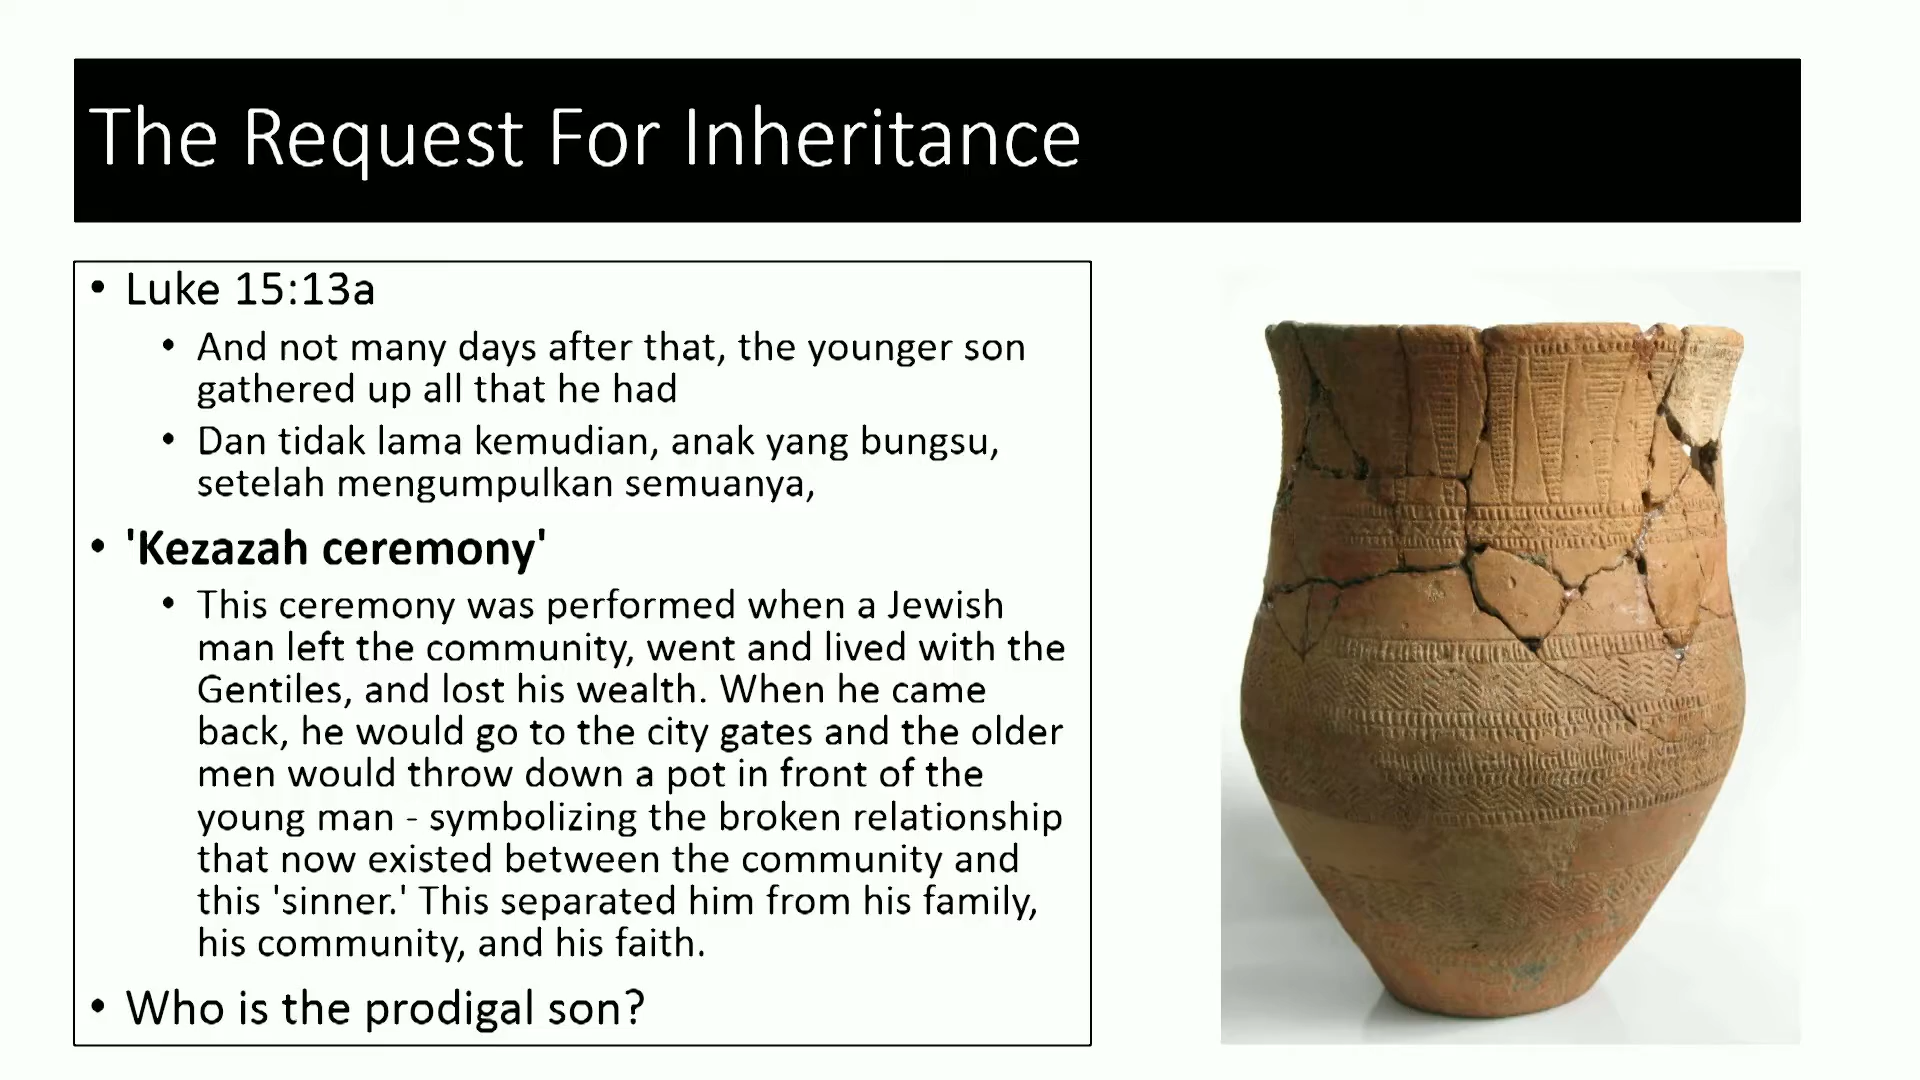 The Request For Inheritance
• Luke 15:13a
• And not many days after that, the younger son
gathered up all that he had
• Dan tidak lama kemudian, anak yang bungsu,
setelah mengumpulkan semuanya,
• 'Kezazah ceremony'
• This ceremony was performed when a Jewish
man left the community, went and lived with the
Gentiles, and lost his wealth. When he came
back, he would go to the city gates and the older
men would throw down a pot in front of the
young man - symbolizing the broken relationship
that now existed between the community and
this 'sinner.' This separated him from his family,
his community, and his faith.
• Who is the prodigal son?